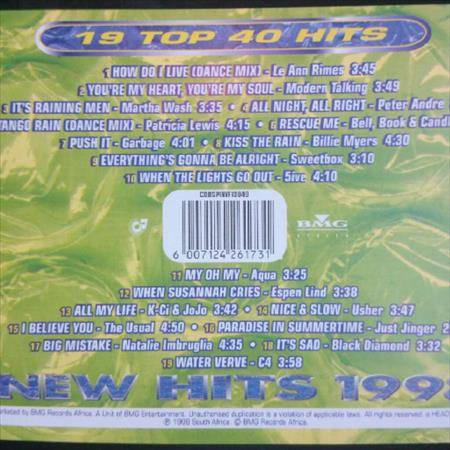 19 TOP 40 HITS
1 HOW DO I LIVE (DANCE MIX) - Le Ann Rimes 3:45
2 YOU'RE MY HEART, YOU'RE MY SOUL - Modern Talking 3:49
3 IT'S RAINING MEN - Martha Wash 3:35 • 4 ALL NIGHT, ALL RIGHT - Peter Andre
TANGO RAIN (DANCE MIX) - Patricia Lewis 4:15 • 6 RESCUE ME - Bell, Book & Candl
7 PUSH IT - Garbage 4:01 • 8 KISS THE RAIN - Billie Myers 4:30
9 EVERYTHING'S GONNA BE ALRIGHT - Sweetbox 3:10
10 WHEN THE LIGHTS GO OUT - 5ive 4:10
BMG
6 007124 261731
11 MY OH MY - Aqua 3:25
12 WHEN SUSANNAH CRIES - Espen Lind 3:38
13 ALL MY LIFE - K-Ci & JoJo 3:42 • 14 NICE & SLOW - Usher 3:47
15 I BELIEVE YOU - The Usual 4:50 • 16 PARADISE IN SUMMERTIME - Just Jinger
17 BIG MISTAKE - Natalie Imbruglia 4:35 • 18 IT'S SAD - Black Diamond 3:32
19 WATER VERVE - C4 3:58
NEW HITS 199
arketed by BMG Records Africa. A Unit of BMG Entertainment. Unauthorised duplication is a violation of applicable laws. All rights reserved. a HEAD
℗ 1998 South Africa. © BMG Records Africa.